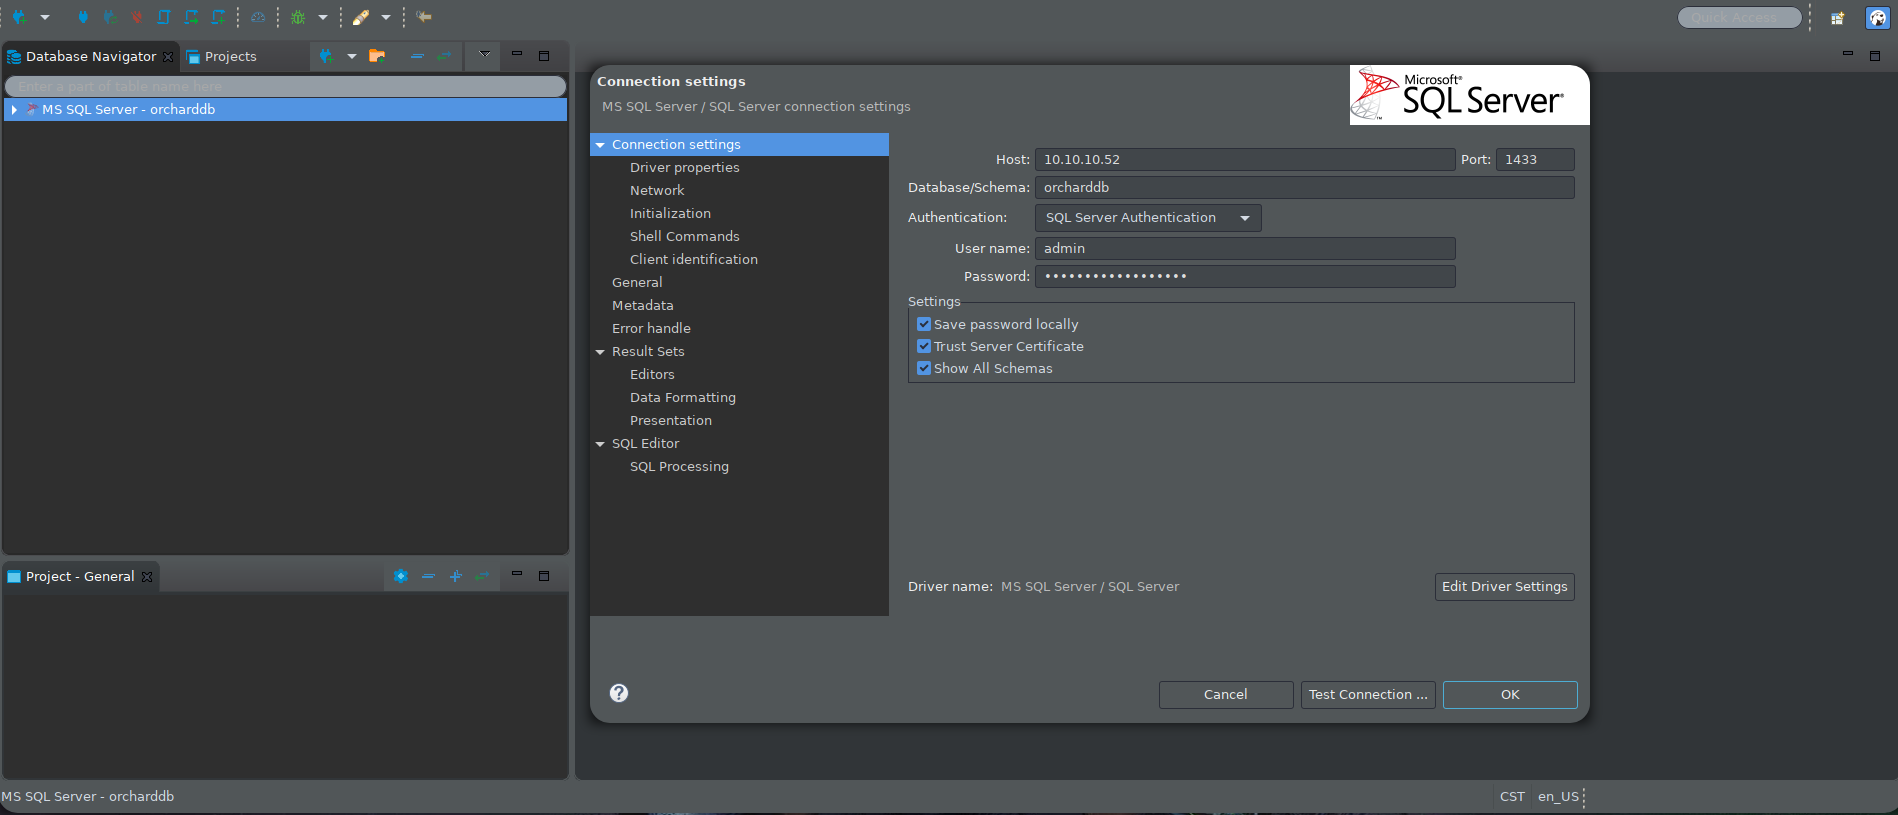 Quick Access
Database Navigator
Projects
Enter a part of table name here
MS SQL Server - orcharddb
Project - General
Connection settings
MS SQL Server / SQL Server connection settings
Microsoft®
SQL Server®
Connection settings
Driver properties
Network
Initialization
Shell Commands
Client identification
General
Metadata
Error handle
Result Sets
Editors
Data Formatting
Presentation
SQL Editor
SQL Processing
Host: 10.10.10.52 Port: 1433
Database/Schema: orcharddb
Authentication: SQL Server Authentication
User name: admin
Password: ••••••••••••••••••
Settings
Save password locally
Trust Server Certificate
Show All Schemas
Driver name: MS SQL Server / SQL Server Edit Driver Settings
? Cancel Test Connection ... OK
MS SQL Server - orcharddb CST en_US